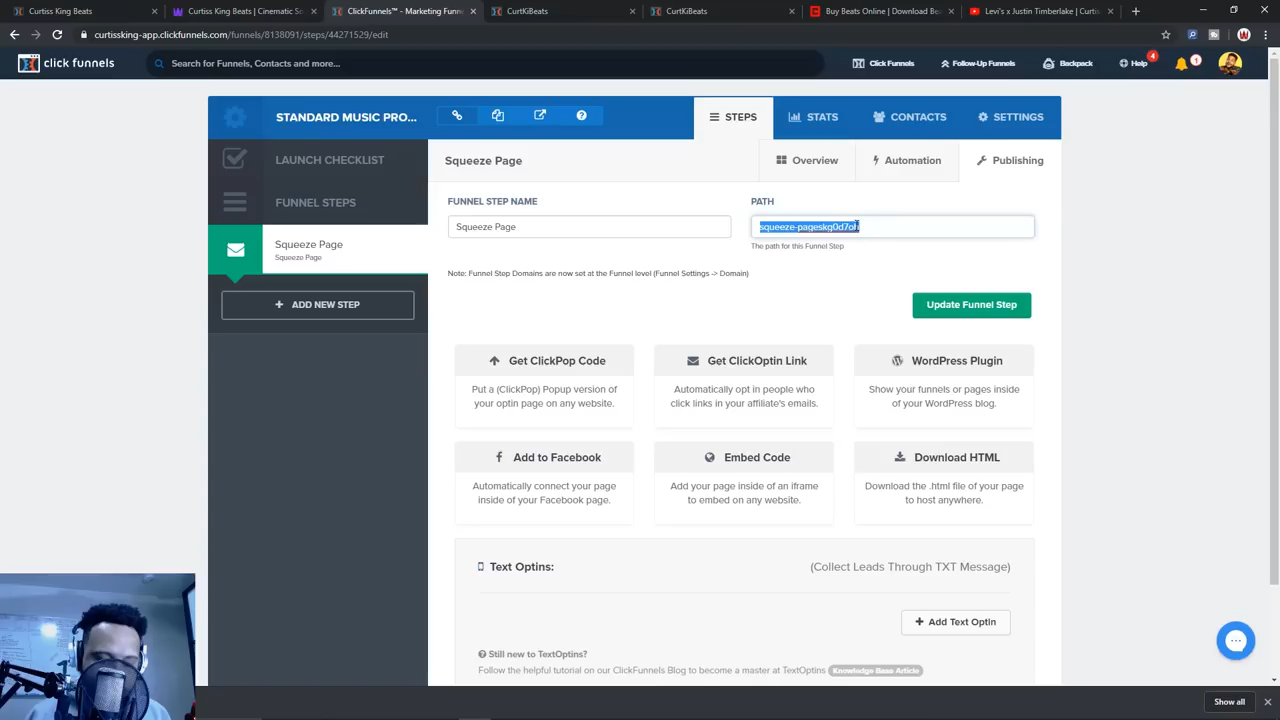 Curtiss King Beats
Curtiss King Beats | Cinematic So
ClickFunnels™ - Marketing Funn
CurtKiBeats
CurtKiBeats
Buy Beats Online | Download Be
Levi's x Justin Timberlake | Curti
curtissking-app.clickfunnels.com/funnels/8138091/steps/44271529/edit
click funnels
Search for Funnels, Contacts and more...
Click Funnels
Follow-Up Funnels
Backpack
Help
4
1
STANDARD MUSIC PRO...
STEPS
STATS
CONTACTS
SETTINGS
LAUNCH CHECKLIST
Squeeze Page
Overview
Automation
Publishing
FUNNEL STEPS
FUNNEL STEP NAME
PATH
Squeeze Page
The path for this Funnel Step
Squeeze Page
Squeeze Page
Note: Funnel Step Domains are now set at the Funnel level (Funnel Settings -> Domain)
ADD NEW STEP
Update Funnel Step
Get ClickPop Code
Put a (ClickPop) Popup version of
your optin page on any website.
Get ClickOptin Link
Automatically opt in people who
click links in your affiliate's emails.
WordPress Plugin
Show your funnels or pages inside
of your WordPress blog.
Add to Facebook
Automatically connect your page
inside of your Facebook page.
Embed Code
Add your page inside of an iframe
to embed on any website.
Download HTML
Download the .html file of your page
to host anywhere.
Text Optins:
(Collect Leads Through TXT Message)
Add Text Optin
Still new to TextOptins?
Follow the helpful tutorial on our ClickFunnels Blog to become a master at TextOptins Knowledge Base Article
Show all